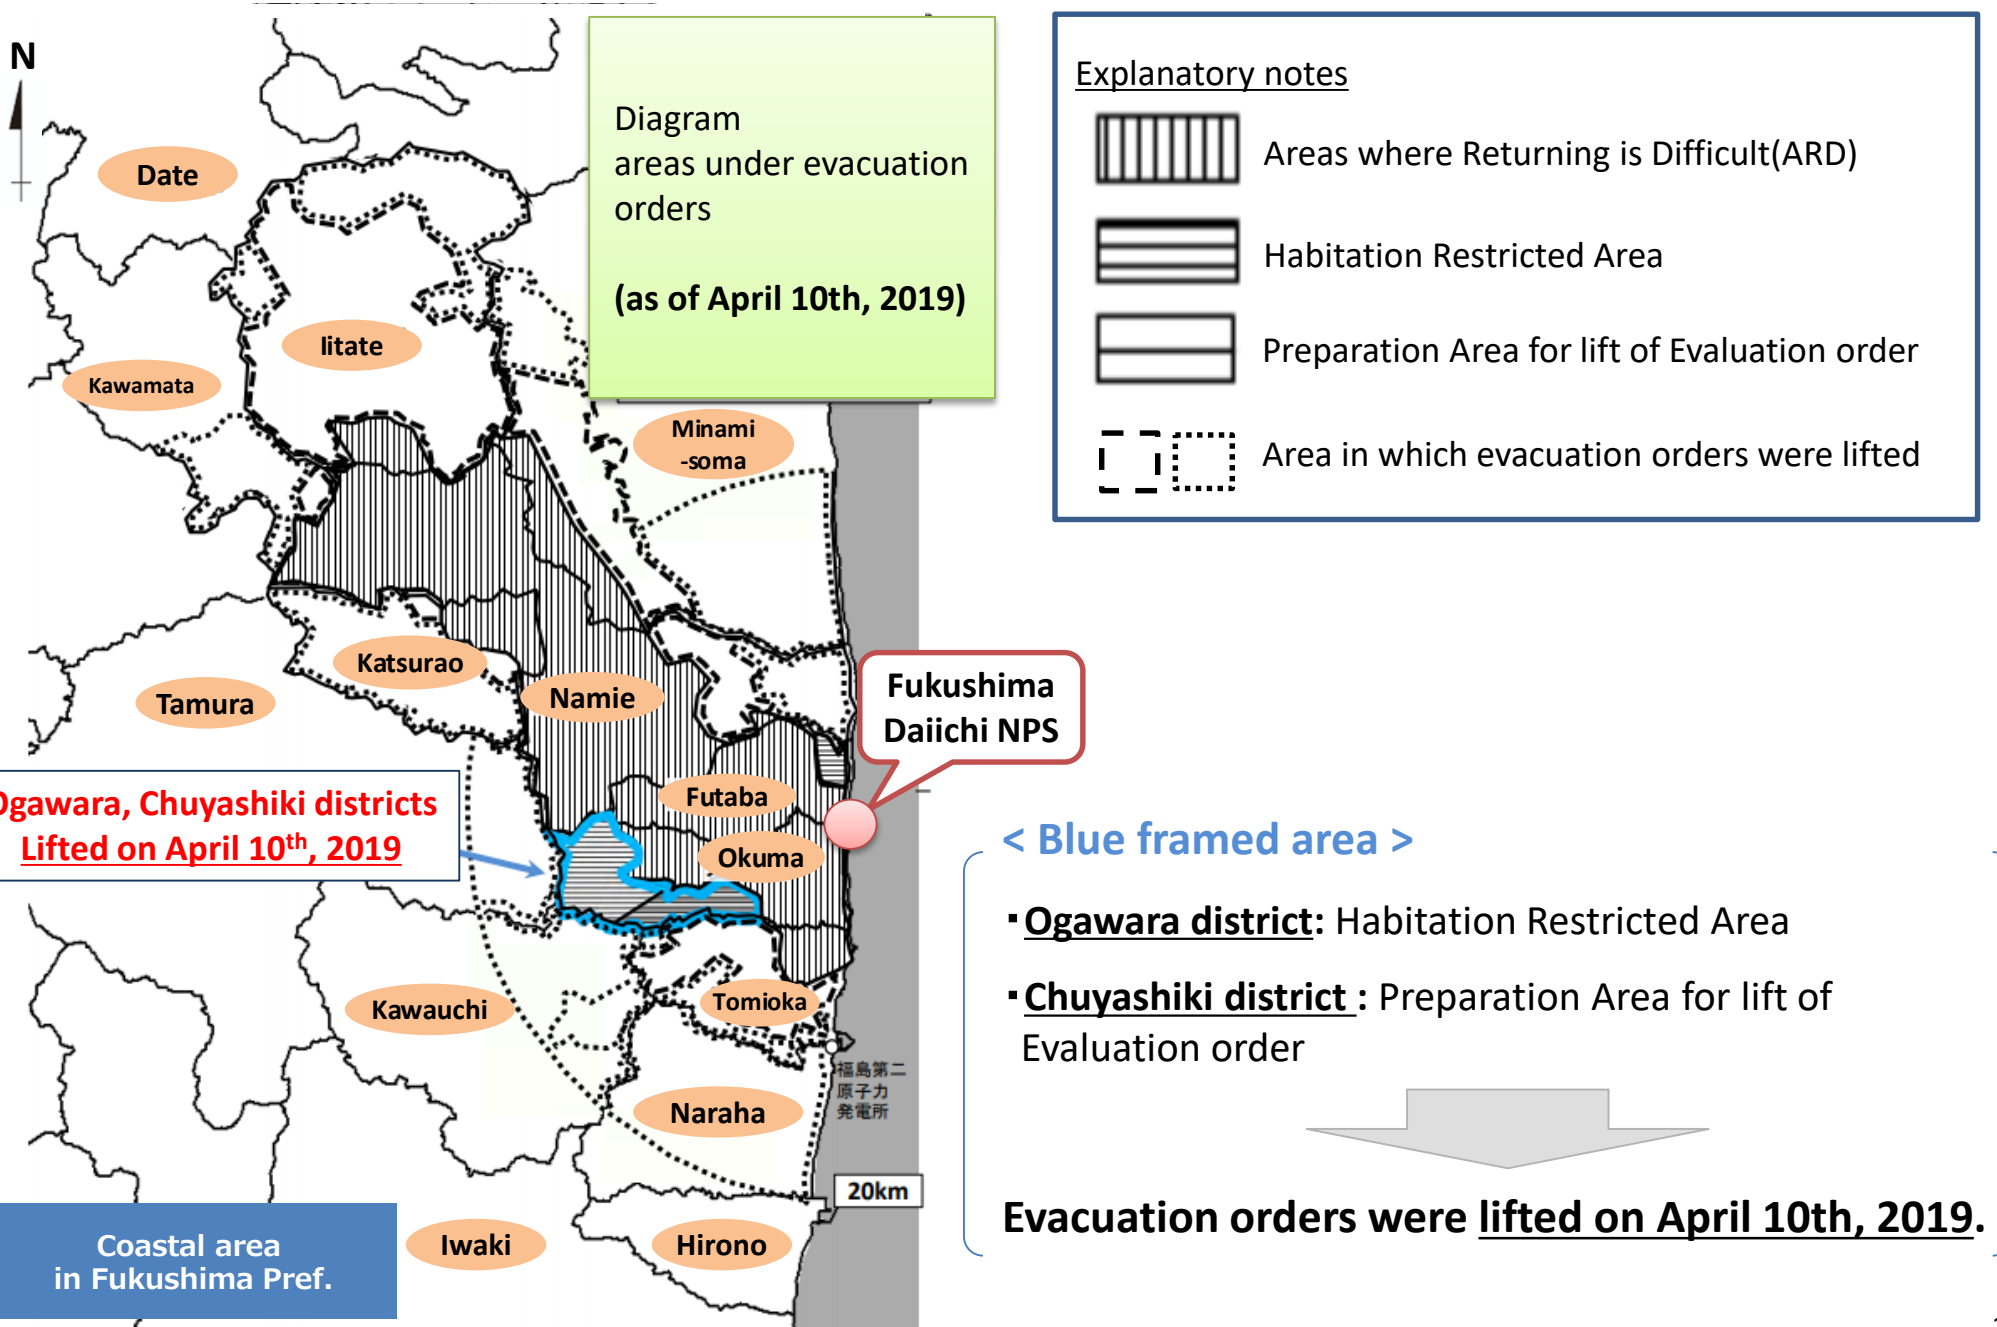 N
Diagram
areas under evacuation
orders
(as of April 10th, 2019)
Explanatory notes
Areas where Returning is Difficult(ARD)
Habitation Restricted Area
Preparation Area for lift of Evaluation order
Area in which evacuation orders were lifted
Date
Iitate
Kawamata
Minami
-soma
Katsurao
Tamura
Namie
Fukushima
Daiichi NPS
Futaba
Okuma
Ogawara, Chuyashiki districts
Lifted on April 10th, 2019
Kawauchi
Tomioka
福島第二
原子力
発電所
Naraha
20km
Iwaki
Hirono
Coastal area
in Fukushima Pref.
< Blue framed area >
▪Ogawara district: Habitation Restricted Area
▪Chuyashiki district : Preparation Area for lift of
Evaluation order
Evacuation orders were lifted on April 10th, 2019.